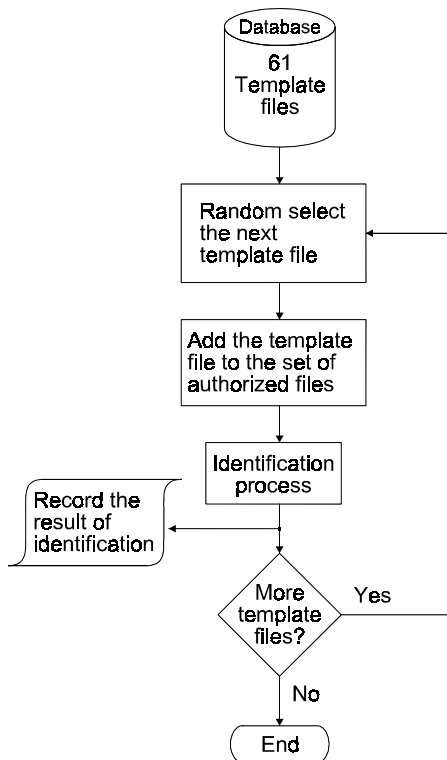 Database
61
Template
files
Random select
the next
template file
Add the template
file to the set of
authorized files
Identification
process
Record the
result of
identification
More
template
files?
Yes
No
End